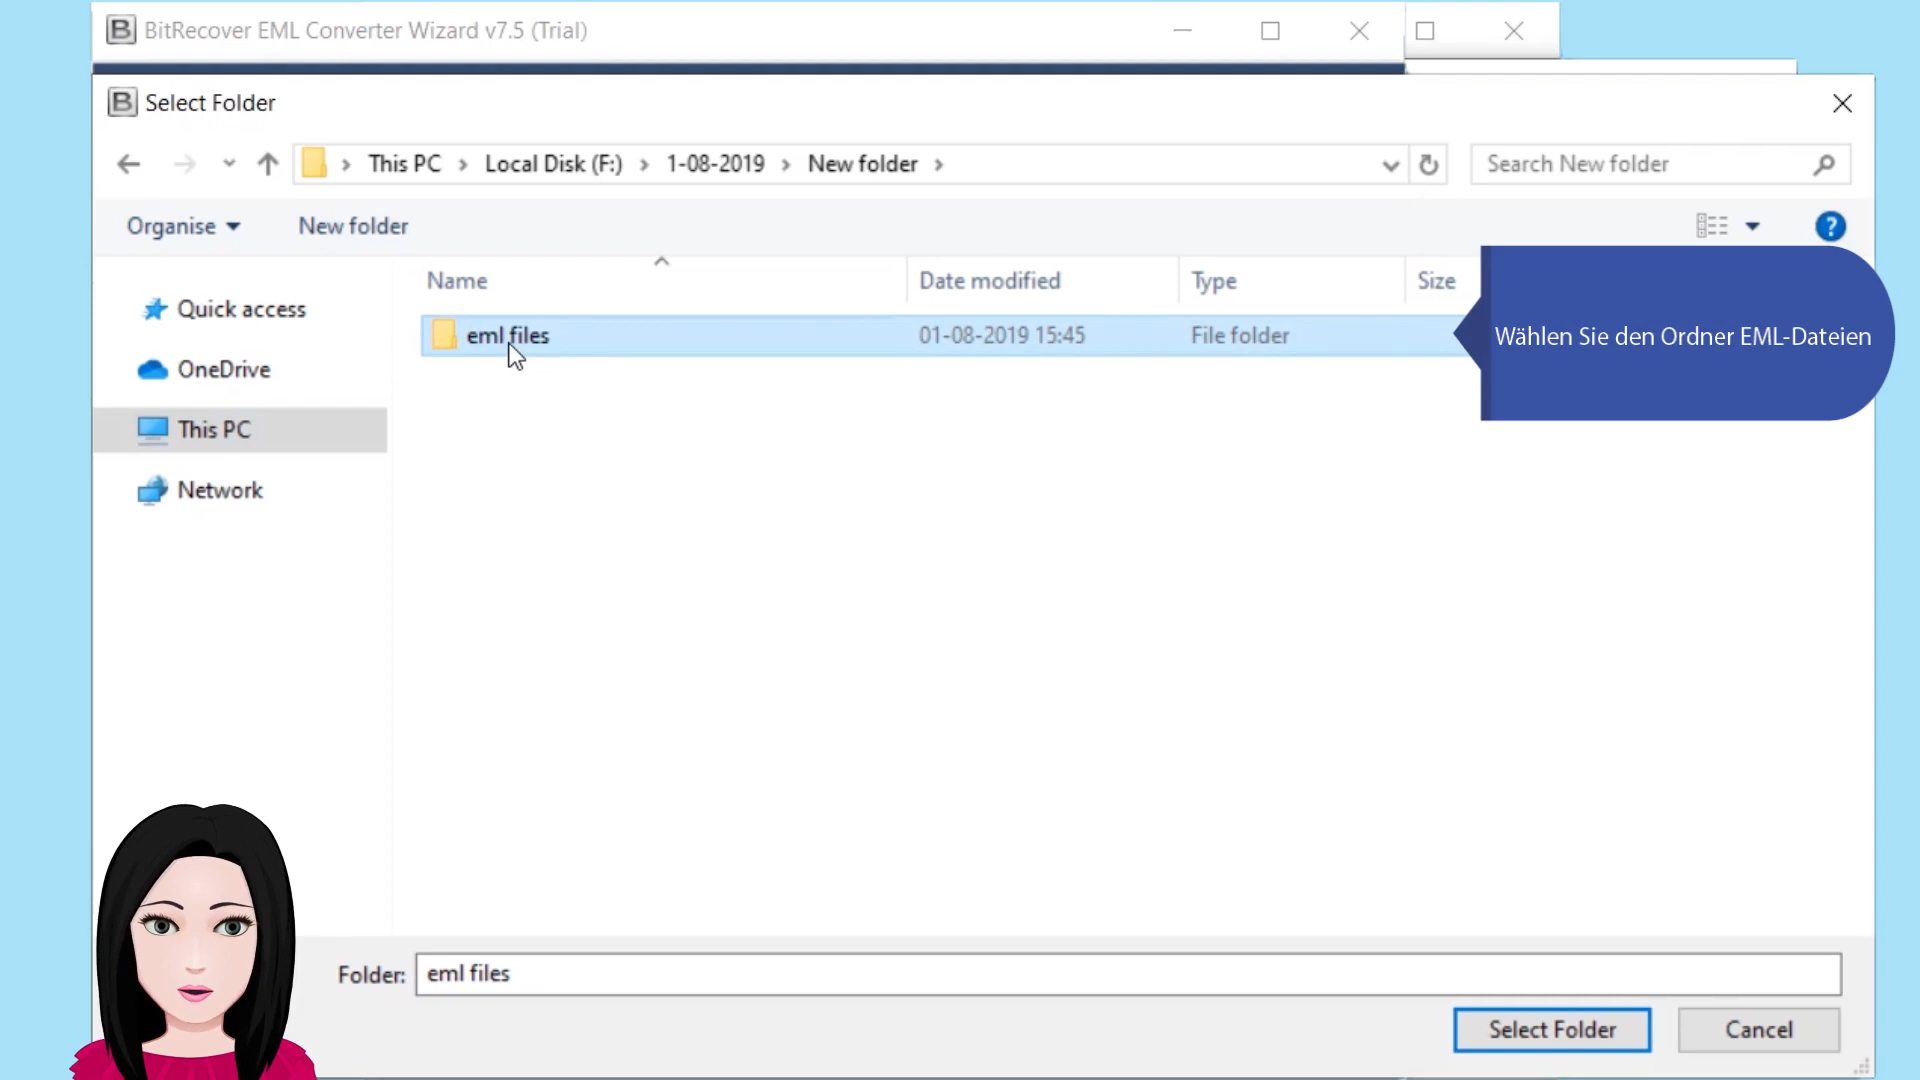 BitRecover EML Converter Wizard v7.5 (Trial)
Select Folder
This PC > Local Disk (F:) > 1-08-2019 > New folder >
Search New folder
Organise
New folder
Name
Date modified
Type
Size
Quick access
OneDrive
This PC
Network
eml files
01-08-2019 15:45
File folder
Wählen Sie den Ordner EML-Dateien
Folder: eml files
Select Folder
Cancel